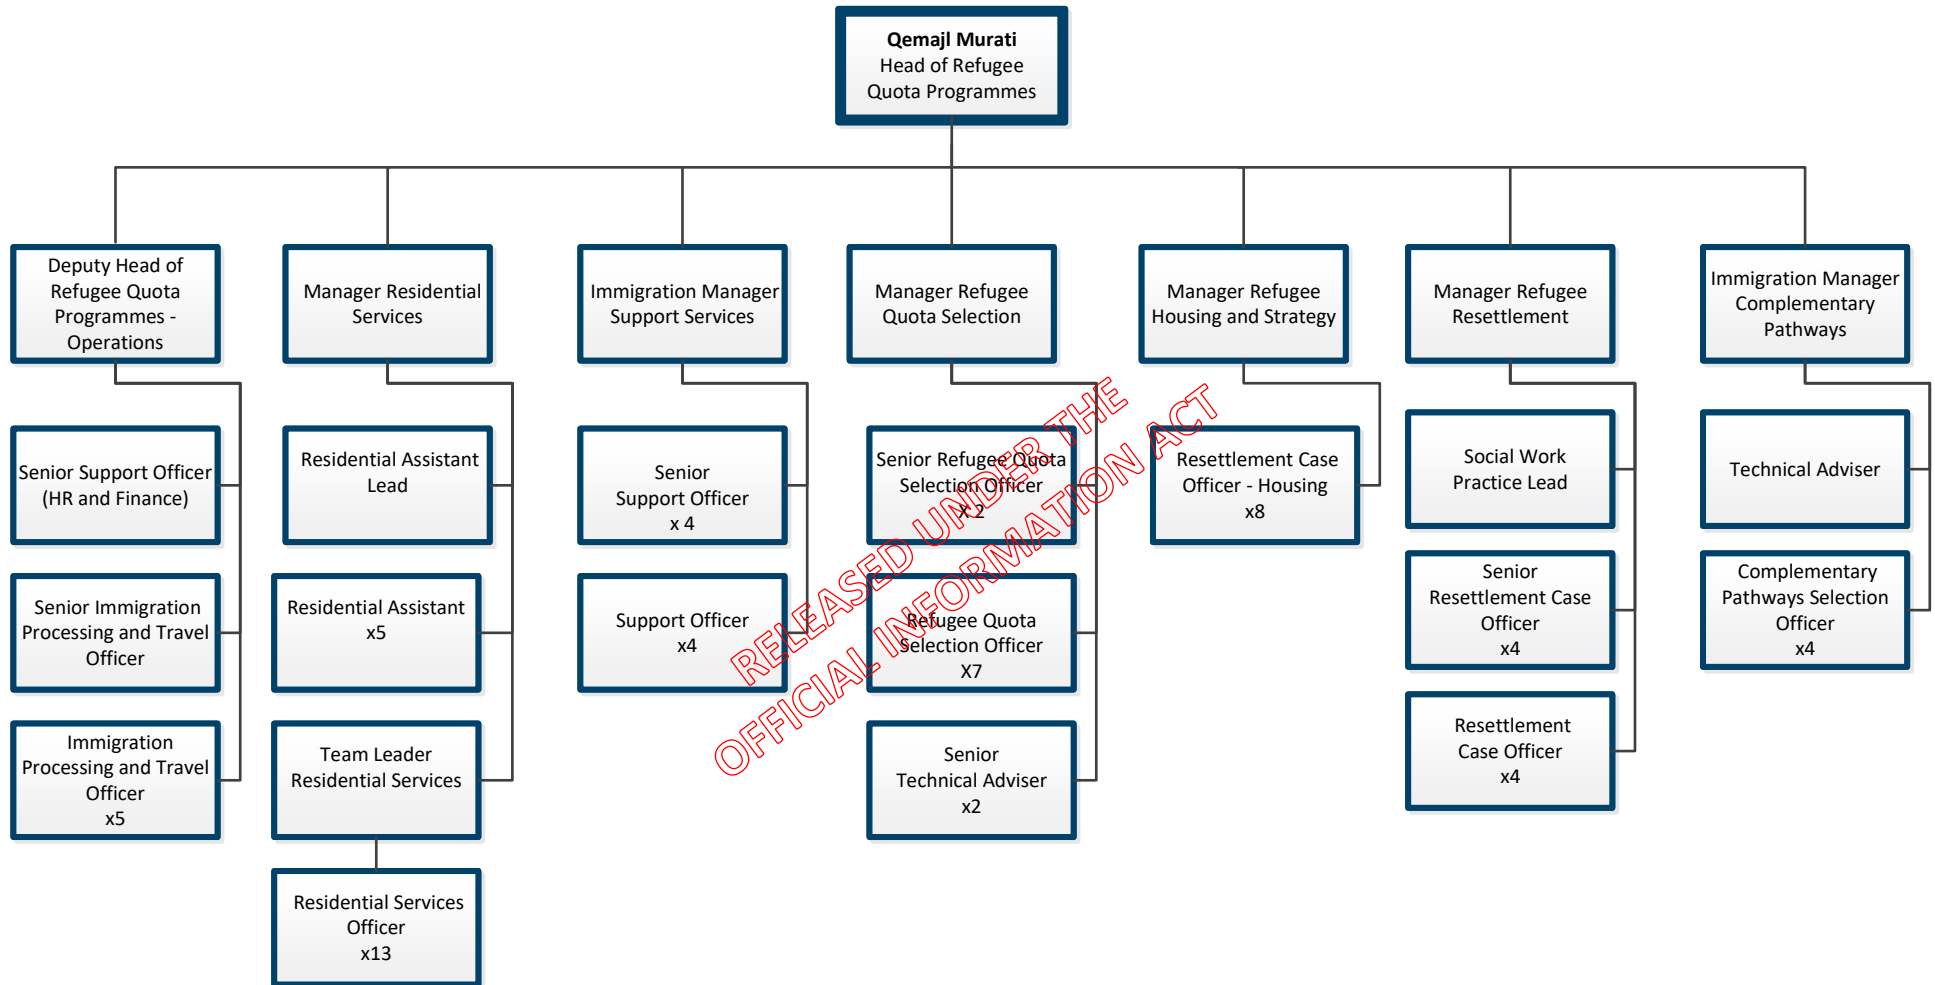 Qemajl Murati
Head of Refugee
Quota Programmes
Deputy Head of
Refugee Quota
Programmes -
Operations
Manager Residential
Services
Immigration Manager
Support Services
Manager Refugee
Quota Selection
Manager Refugee
Housing and Strategy
Manager Refugee
Resettlement
Immigration Manager
Complementary
Pathways
Senior Support Officer
(HR and Finance)
Senior Immigration
Processing and Travel
Officer
Immigration
Processing and Travel
Officer
x5
Residential Assistant
Lead
Residential Assistant
x5
Team Leader
Residential Services
Residential Services
Officer
x13
Senior
Support Officer
x 4
Support Officer
x4
Senior Refugee Quota
Selection Officer
X 2
Refugee Quota
Selection Officer
X7
Senior
Technical Adviser
x2
Resettlement Case
Officer - Housing
x8
Social Work
Practice Lead
Senior
Resettlement Case
Officer
x4
Resettlement
Case Officer
x4
Technical Adviser
Complementary
Pathways Selection
Officer
x4
RELEASED UNDER THE
OFFICIAL INFORMATION ACT